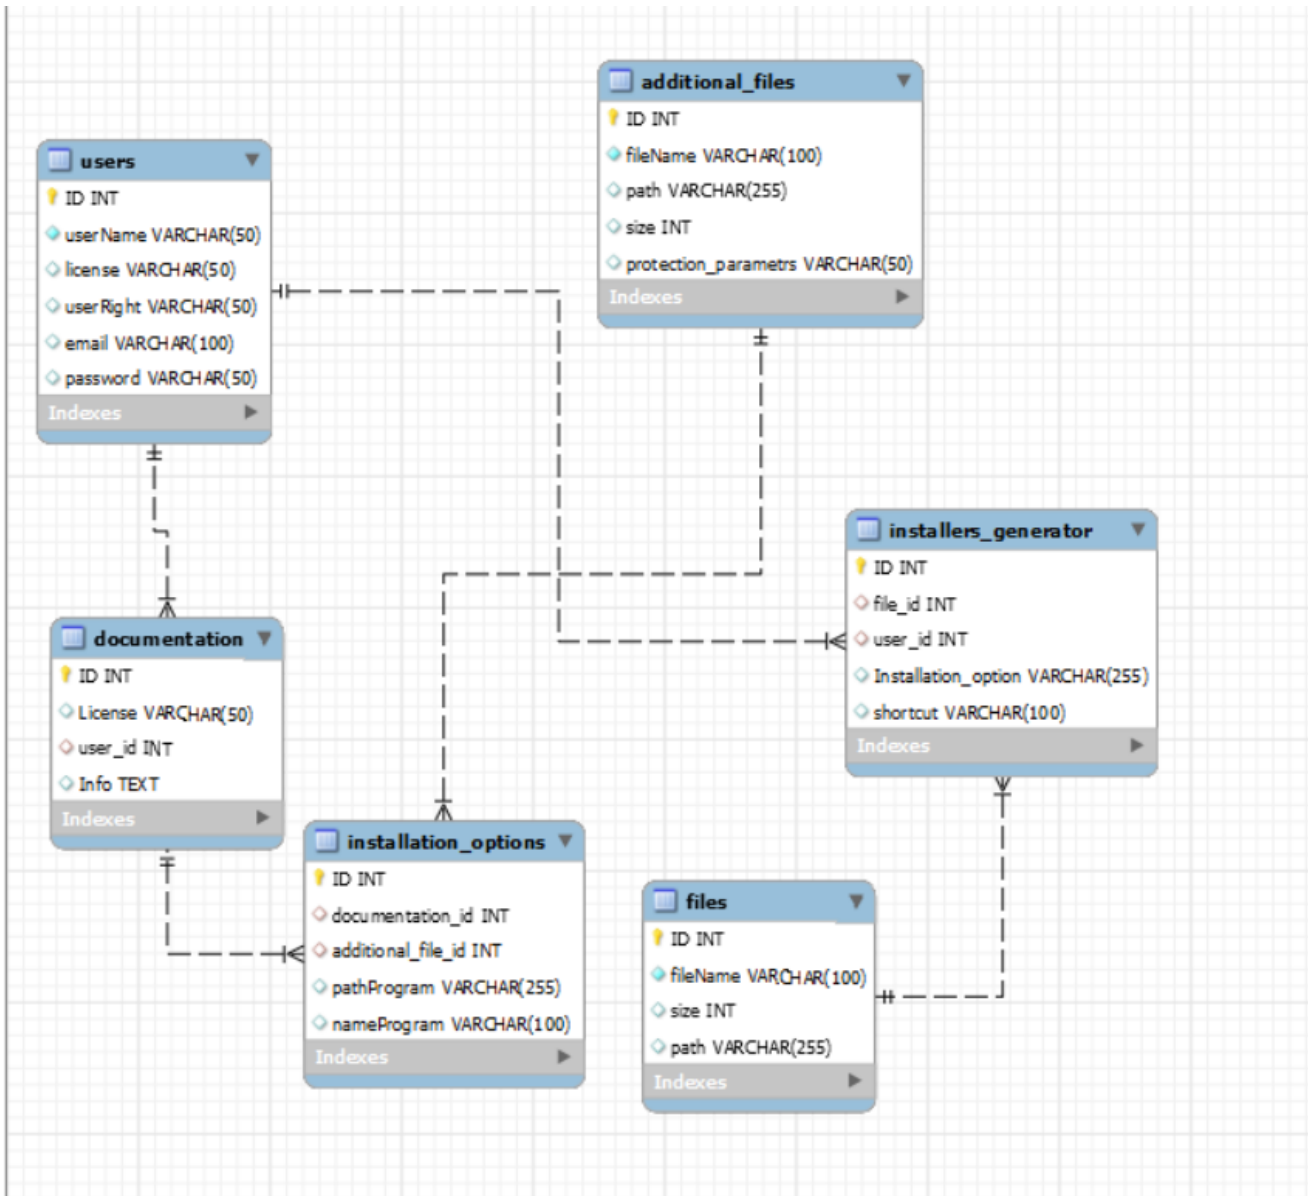 additional_files
ID INT
fileName VARCHAR(100)
path VARCHAR(255)
size INT
protection_parametrs VARCHAR(50)
Indexes
users
ID INT
userName VARCHAR(50)
license VARCHAR(50)
userRight VARCHAR(50)
email VARCHAR(100)
password VARCHAR(50)
Indexes
installers_generator
ID INT
file_id INT
user_id INT
Installation_option VARCHAR(255)
shortcut VARCHAR(100)
Indexes
documentation
ID INT
License VARCHAR(50)
user_id INT
Info TEXT
Indexes
installation_options
ID INT
documentation_id INT
additional_file_id INT
pathProgram VARCHAR(255)
nameProgram VARCHAR(100)
Indexes
files
ID INT
fileName VARCHAR(100)
size INT
path VARCHAR(255)
Indexes